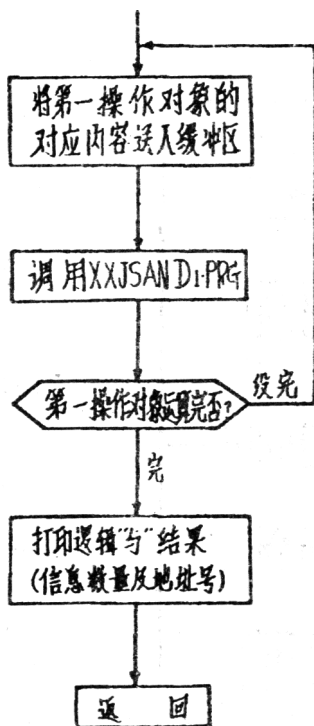 将第一操作对象的
对应内容送入缓冲区
调用XXJSAND1·PRG
第一操作对象运算完否?
没完
完
打印逻辑"与"结果
(信息数量及地址号)
返 回